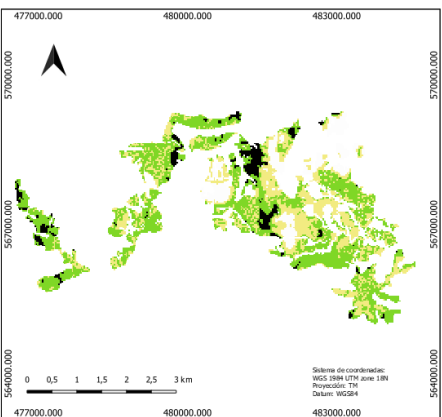 477000.000 480000.000 483000.000
570000.000 570000.000
567000.000 567000.000
564000.000 564000.000
0 0,5 1 1,5 2 2,5 3 km
Sistema de coordenadas:
WGS 1984 UTM zone 18N
Proyección: TM
Datum: WGS84
477000.000 480000.000 483000.000